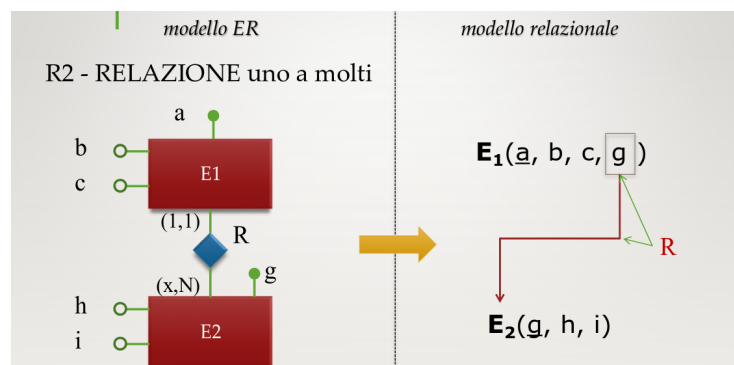 modello ER
modello relazionale
R2 - RELAZIONE uno a molti
a
b
c
E1
(1,1)
R
(x,N)
g
h
i
E2
E1(a, b, c, g )
R
E2(g, h, i)